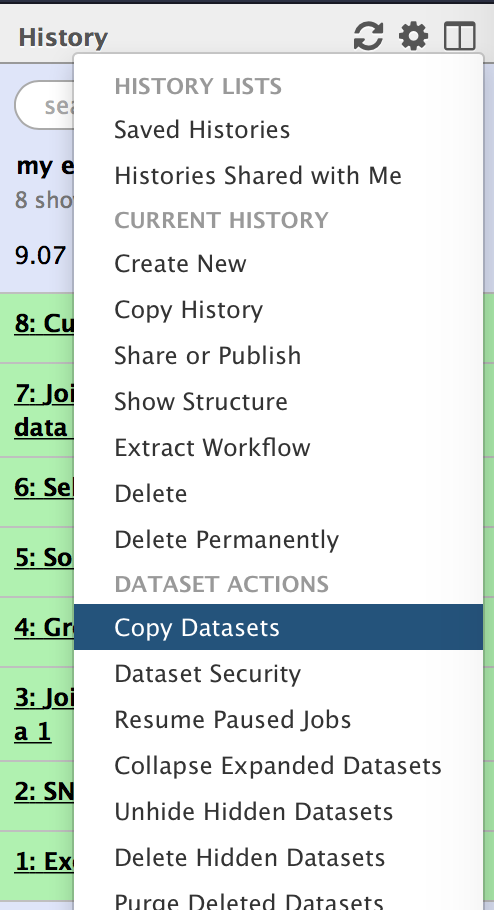 History
HISTORY LISTS
sea
Saved Histories
my e
Histories Shared with Me
8 sho
CURRENT HISTORY
9.07
Create New
Copy History
8: Cu
Share or Publish
7: Joi
Show Structure
data
Extract Workflow
6: Sel
Delete
Delete Permanently
5: So
DATASET ACTIONS
4: Gr
Copy Datasets
Dataset Security
3: Joi
a 1
Resume Paused Jobs
Collapse Expanded Datasets
2: SN
Unhide Hidden Datasets
1: Exo
Delete Hidden Datasets
Purge Deleted Datasets